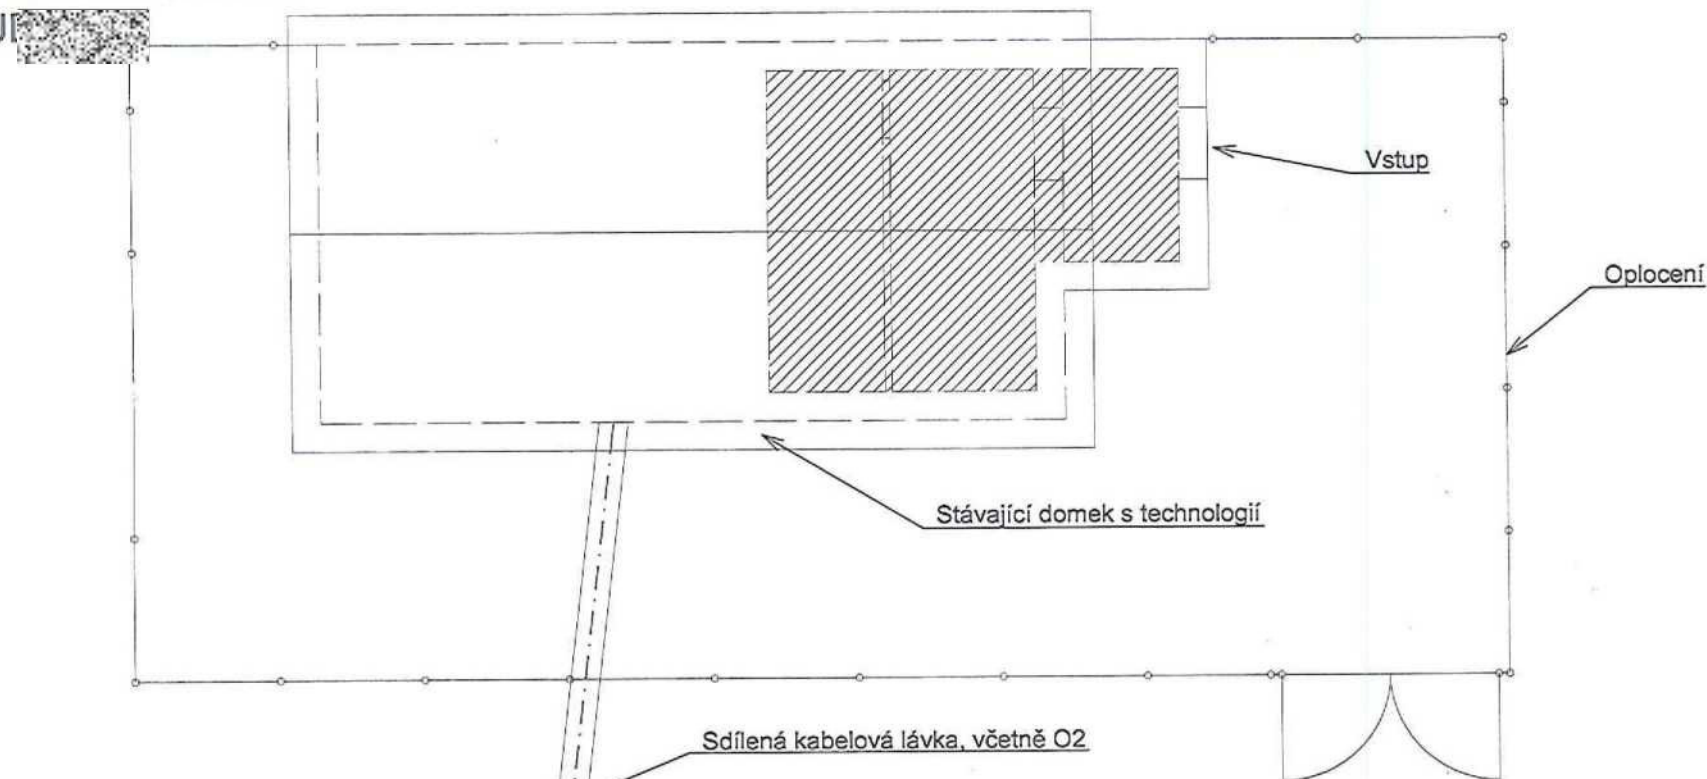 Vstup
Oplocení
Stávající domek s technologií
Sdílená kabelová lávka, včetně O2